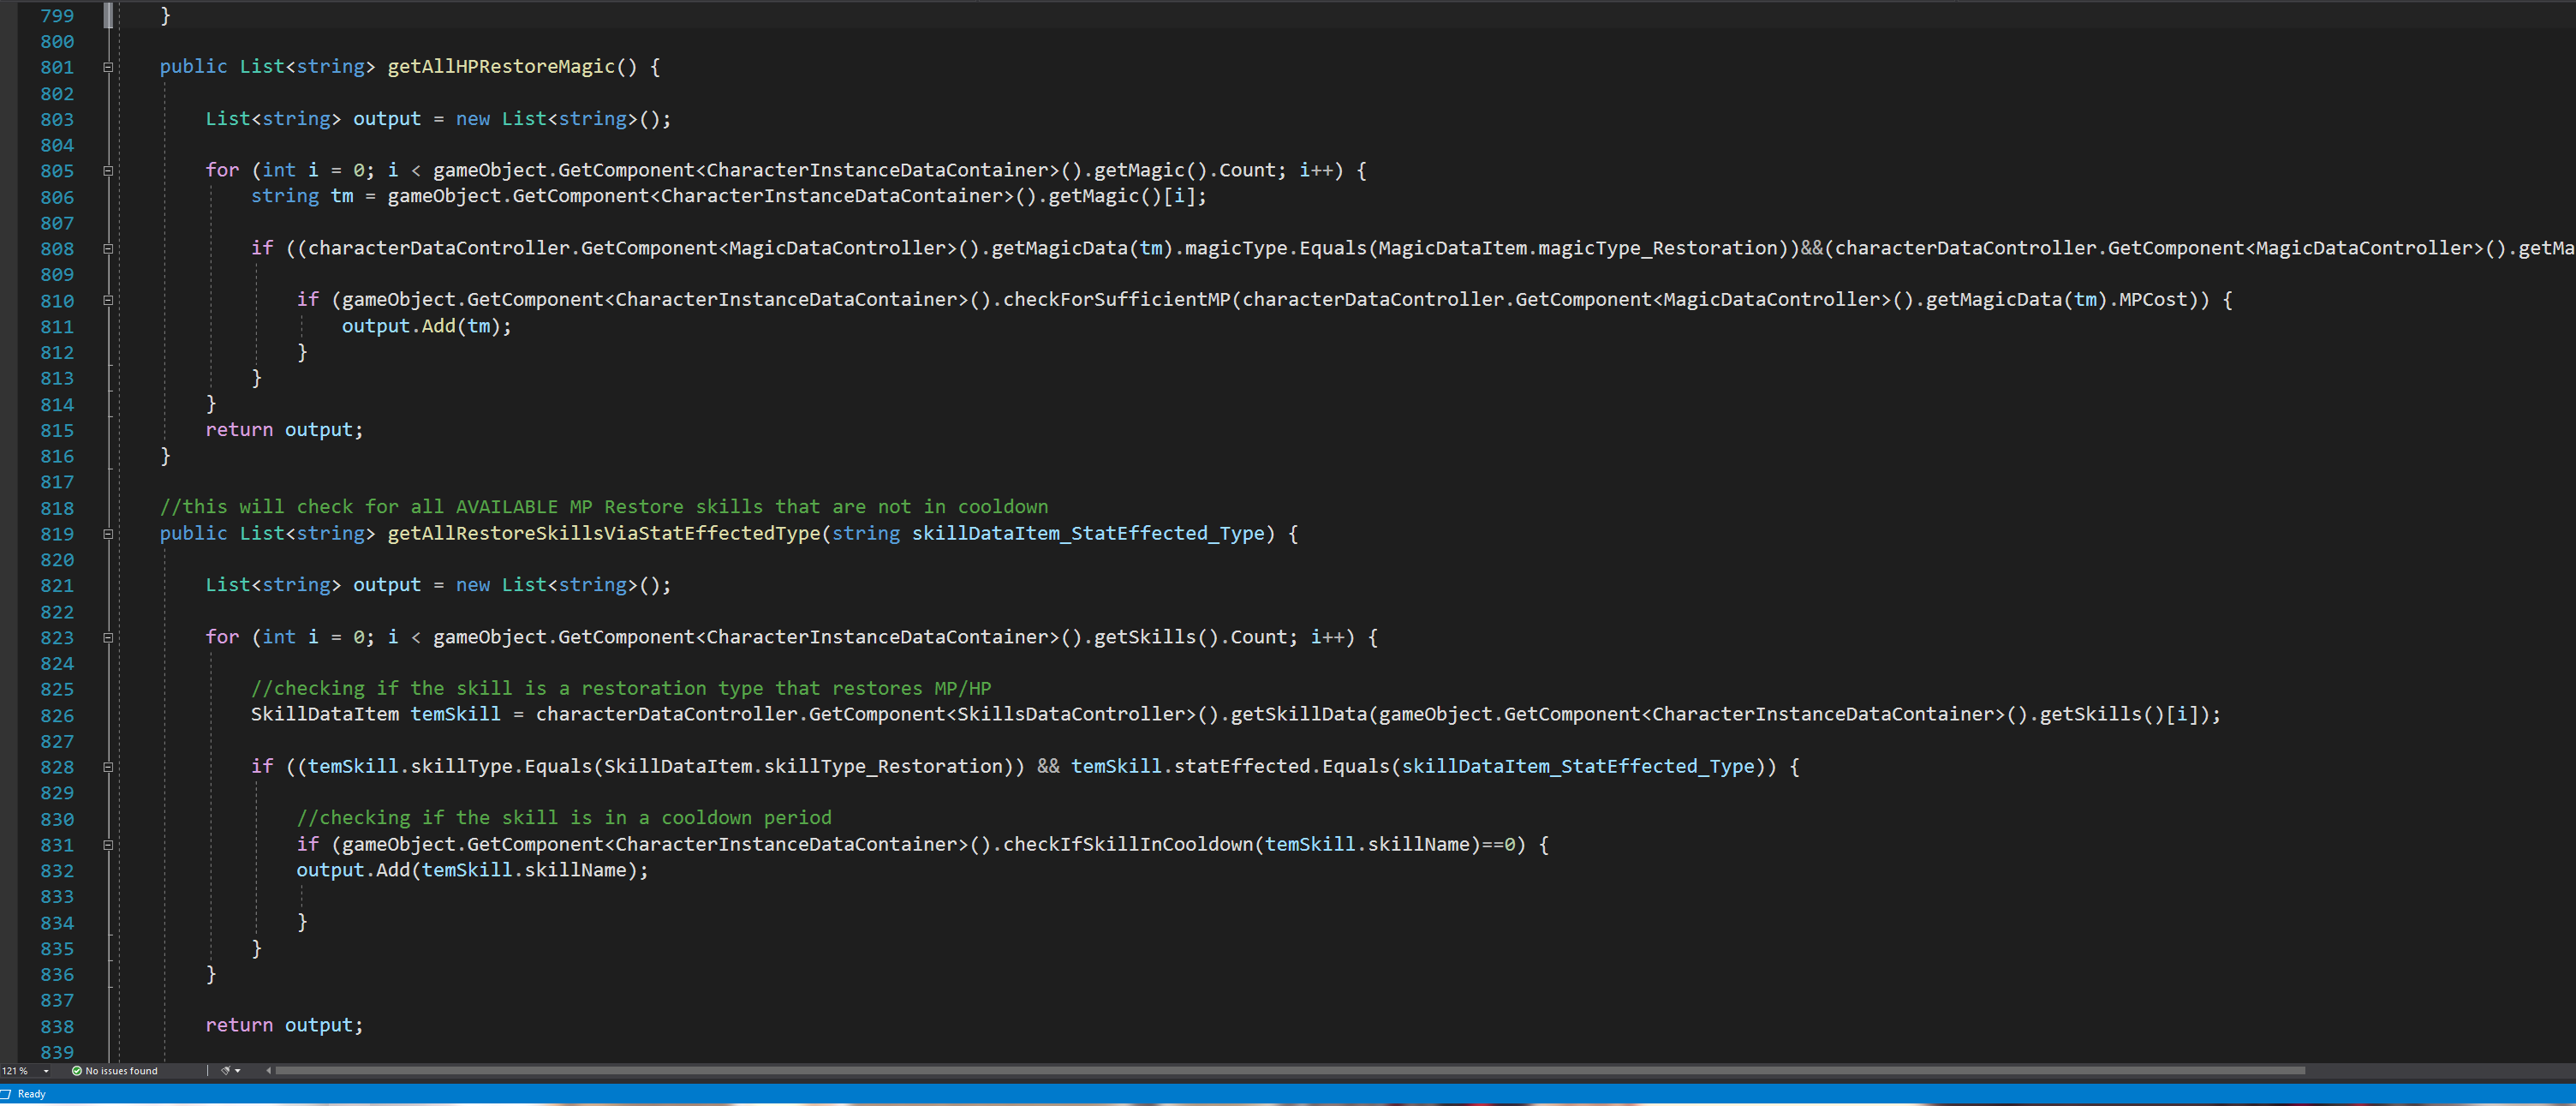 799 }
800
801 public List<string> getAllHPRestoreMagic() {
802
803 List<string> output = new List<string>();
804
805 for (int i = 0; i < gameObject.GetComponent<CharacterInstanceDataContainer>().getMagic().Count; i++) {
806 string tm = gameObject.GetComponent<CharacterInstanceDataContainer>().getMagic()[i];
807
808 if ((characterDataController.GetComponent<MagicDataController>().getMagicData(tm).magicType.Equals(MagicDataItem.magicType_Restoration))&&(characterDataController.GetComponent<MagicDataController>().getMa
809
810 if (gameObject.GetComponent<CharacterInstanceDataContainer>().checkForSufficientMP(characterDataController.GetComponent<MagicDataController>().getMagicData(tm).MPCost)) {
811 output.Add(tm);
812 }
813 }
814 }
815 return output;
816 }
817
818 //this will check for all AVAILABLE MP Restore skills that are not in cooldown
819 public List<string> getAllRestoreSkillsViaStatEffectedType(string skillDataItem_StatEffected_Type) {
820
821 List<string> output = new List<string>();
822
823 for (int i = 0; i < gameObject.GetComponent<CharacterInstanceDataContainer>().getSkills().Count; i++) {
824
825 //checking if the skill is a restoration type that restores MP/HP
826 SkillDataItem temSkill = characterDataController.GetComponent<SkillsDataController>().getSkillData(gameObject.GetComponent<CharacterInstanceDataContainer>().getSkills()[i]);
827
828 if ((temSkill.skillType.Equals(SkillDataItem.skillType_Restoration)) && temSkill.statEffected.Equals(skillDataItem_StatEffected_Type)) {
829
830 //checking if the skill is in a cooldown period
831 if (gameObject.GetComponent<CharacterInstanceDataContainer>().checkIfSkillInCooldown(temSkill.skillName)==0) {
832 output.Add(temSkill.skillName);
833
834 }
835 }
836 }
837
838 return output;
839
121 % No issues found
Ready